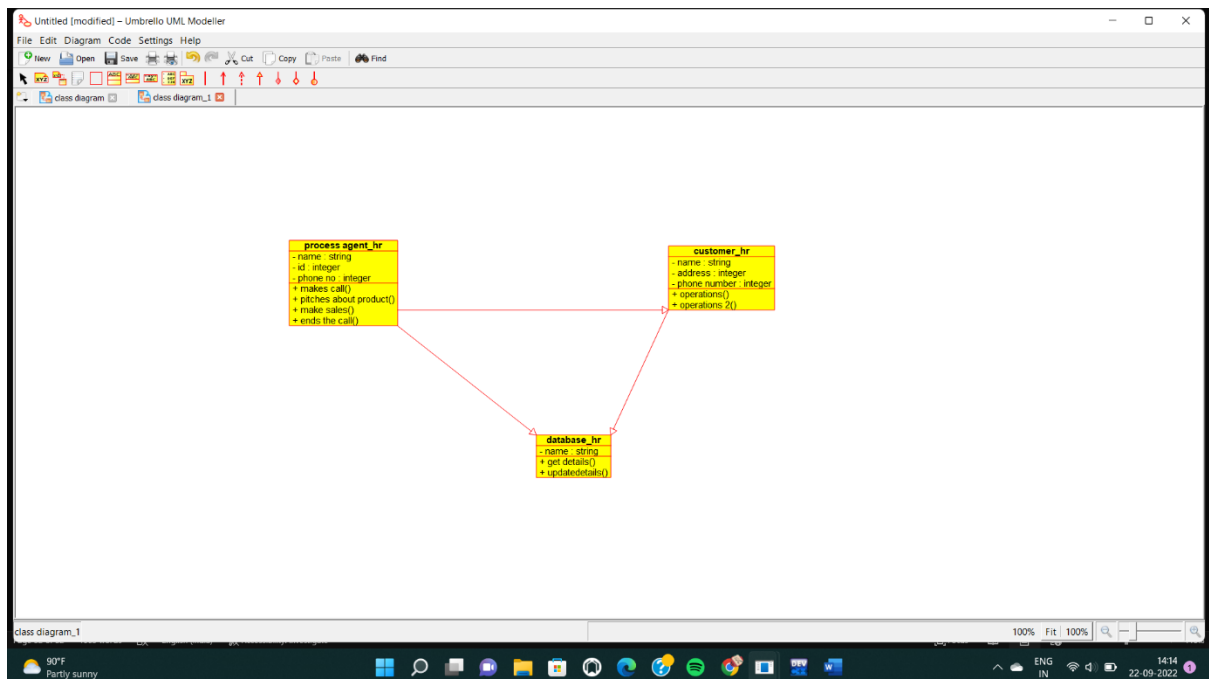 Untitled [modified] – Umbrello UML Modeller
File Edit Diagram Code Settings Help
New Open Save Cut Copy Paste Find
class diagram class diagram_1
process agent_hr
- name : string
- id : integer
- phone no : integer
+ makes call()
+ pitches about product()
+ make sales()
+ ends the call()
customer_hr
- name : string
- address : integer
- phone number : integer
+ operations()
+ operations 2()
database_hr
- name : string
+ get details()
+ updatedetails()
class diagram_1
100% Fit 100%
90°F
Partly sunny
DEV
ENG
IN
14:14
22-09-2022
1